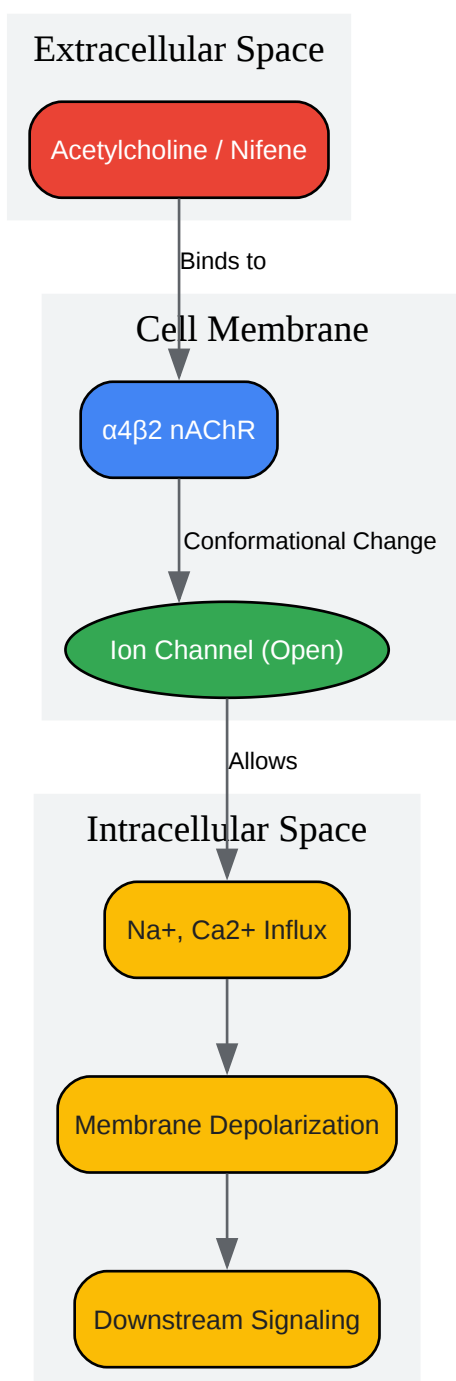 Extracellular Space
Acetylcholine / Nifene
Binds to
Cell Membrane
α4β2 nAChR
Conformational Change
Ion Channel (Open)
Allows
Intracellular Space
Na+, Ca2+ Influx
Membrane Depolarization
Downstream Signaling